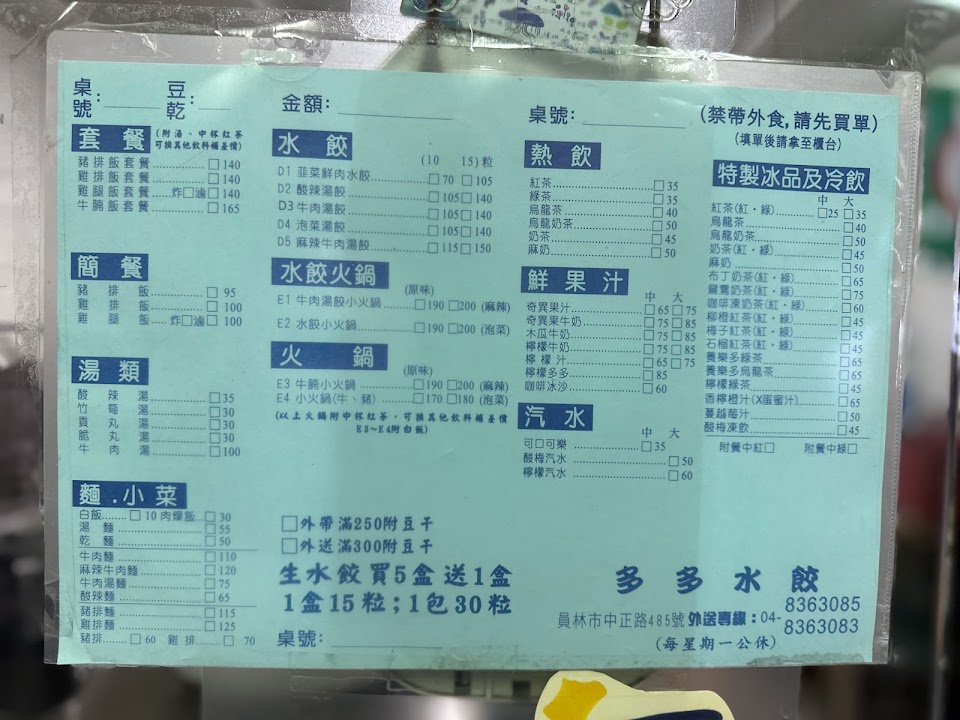 桌號:
豆乾:
套餐 (附湯、中杯紅茶 可換其他飲料補差價)
豬排飯套餐 □140
雞排飯套餐 □140
雞腿飯套餐 炸□滷□140
牛腩飯套餐 □165
簡餐
豬排飯 □ 95
雞排飯 □ 100
雞腿飯 炸□滷□ 100
湯類
酸辣湯 □35
竹筍湯 □30
貢丸湯 □30
脆丸湯 □30
牛肉湯 □100
麵.小菜
白飯 □ 10 肉燥飯 □ 30
湯麵 □ 55
乾麵 □ 50
牛肉麵 □110
麻辣牛肉麵 □120
牛肉湯麵 □ 75
酸辣麵 □ 65
豬排麵 □115
雞排麵 □125
豬排 □ 60 雞排 □ 70
金額:
水餃
(10 15)粒
D1 韮菜鮮肉水餃 □ 70 □105
D2 酸辣湯餃 □105□140
D3 牛肉湯餃 □105□140
D4 泡菜湯餃 □105□140
D5 麻辣牛肉湯餃 □115□150
水餃火鍋
(原味)
E1 牛肉湯餃小火鍋 □190 □200 (麻辣)
E2 水餃小火鍋 □190 □200 (泡菜)
火鍋
(原味)
E3 牛腩小火鍋 □190 □200 (麻辣)
E4 小火鍋(牛、豬) □170 □180 (泡菜)
(以上火鍋附中杯紅茶,可換其他飲料補差價
E3~E4附白飯)
□外帶滿250附豆干
□外送滿300附豆干
生水餃買5盒送1盒
1盒15粒;1包30粒
桌號:
桌號:
熱飲
紅茶 □35
綠茶 □35
烏龍茶 □40
烏龍奶茶 □50
奶茶 □45
麻奶 □50
鮮果汁
中 大
奇異果汁 □65□75
奇異果牛奶 □75□85
木瓜牛奶 □75□85
檸檬牛奶 □75□85
檸檬汁 □65□75
檸檬多多 □85
咖啡冰沙 □60
汽水
中 大
可口可樂 □35
酸梅汽水 □50
檸檬汽水 □60
(禁帶外食,請先買單)
(填單後請拿至櫃台)
特製冰品及冷飲
中 大
紅茶(紅‧綠) □25 □35
烏龍茶 □40
烏龍奶茶 □50
奶茶(紅‧綠) □45
麻奶 □50
布丁奶茶(紅‧綠) □65
鴛鴦奶茶(紅‧綠) □75
咖啡凍奶茶(紅‧綠) □60
柳橙紅茶(紅‧綠) □45
梅子紅茶(紅‧綠) □45
石榴紅茶(紅‧綠) □45
養樂多綠茶 □45
養樂多烏龍茶 □45
檸檬綠茶 □45
香檸橙汁(X蛋蜜汁) □65
蔓越莓汁 □50
酸梅凍飲 □45
附餐中紅□ 附餐中綠□
多多水餃
員林市中正路485號 外送專線:04-8363085
8363083
(每星期一公休)